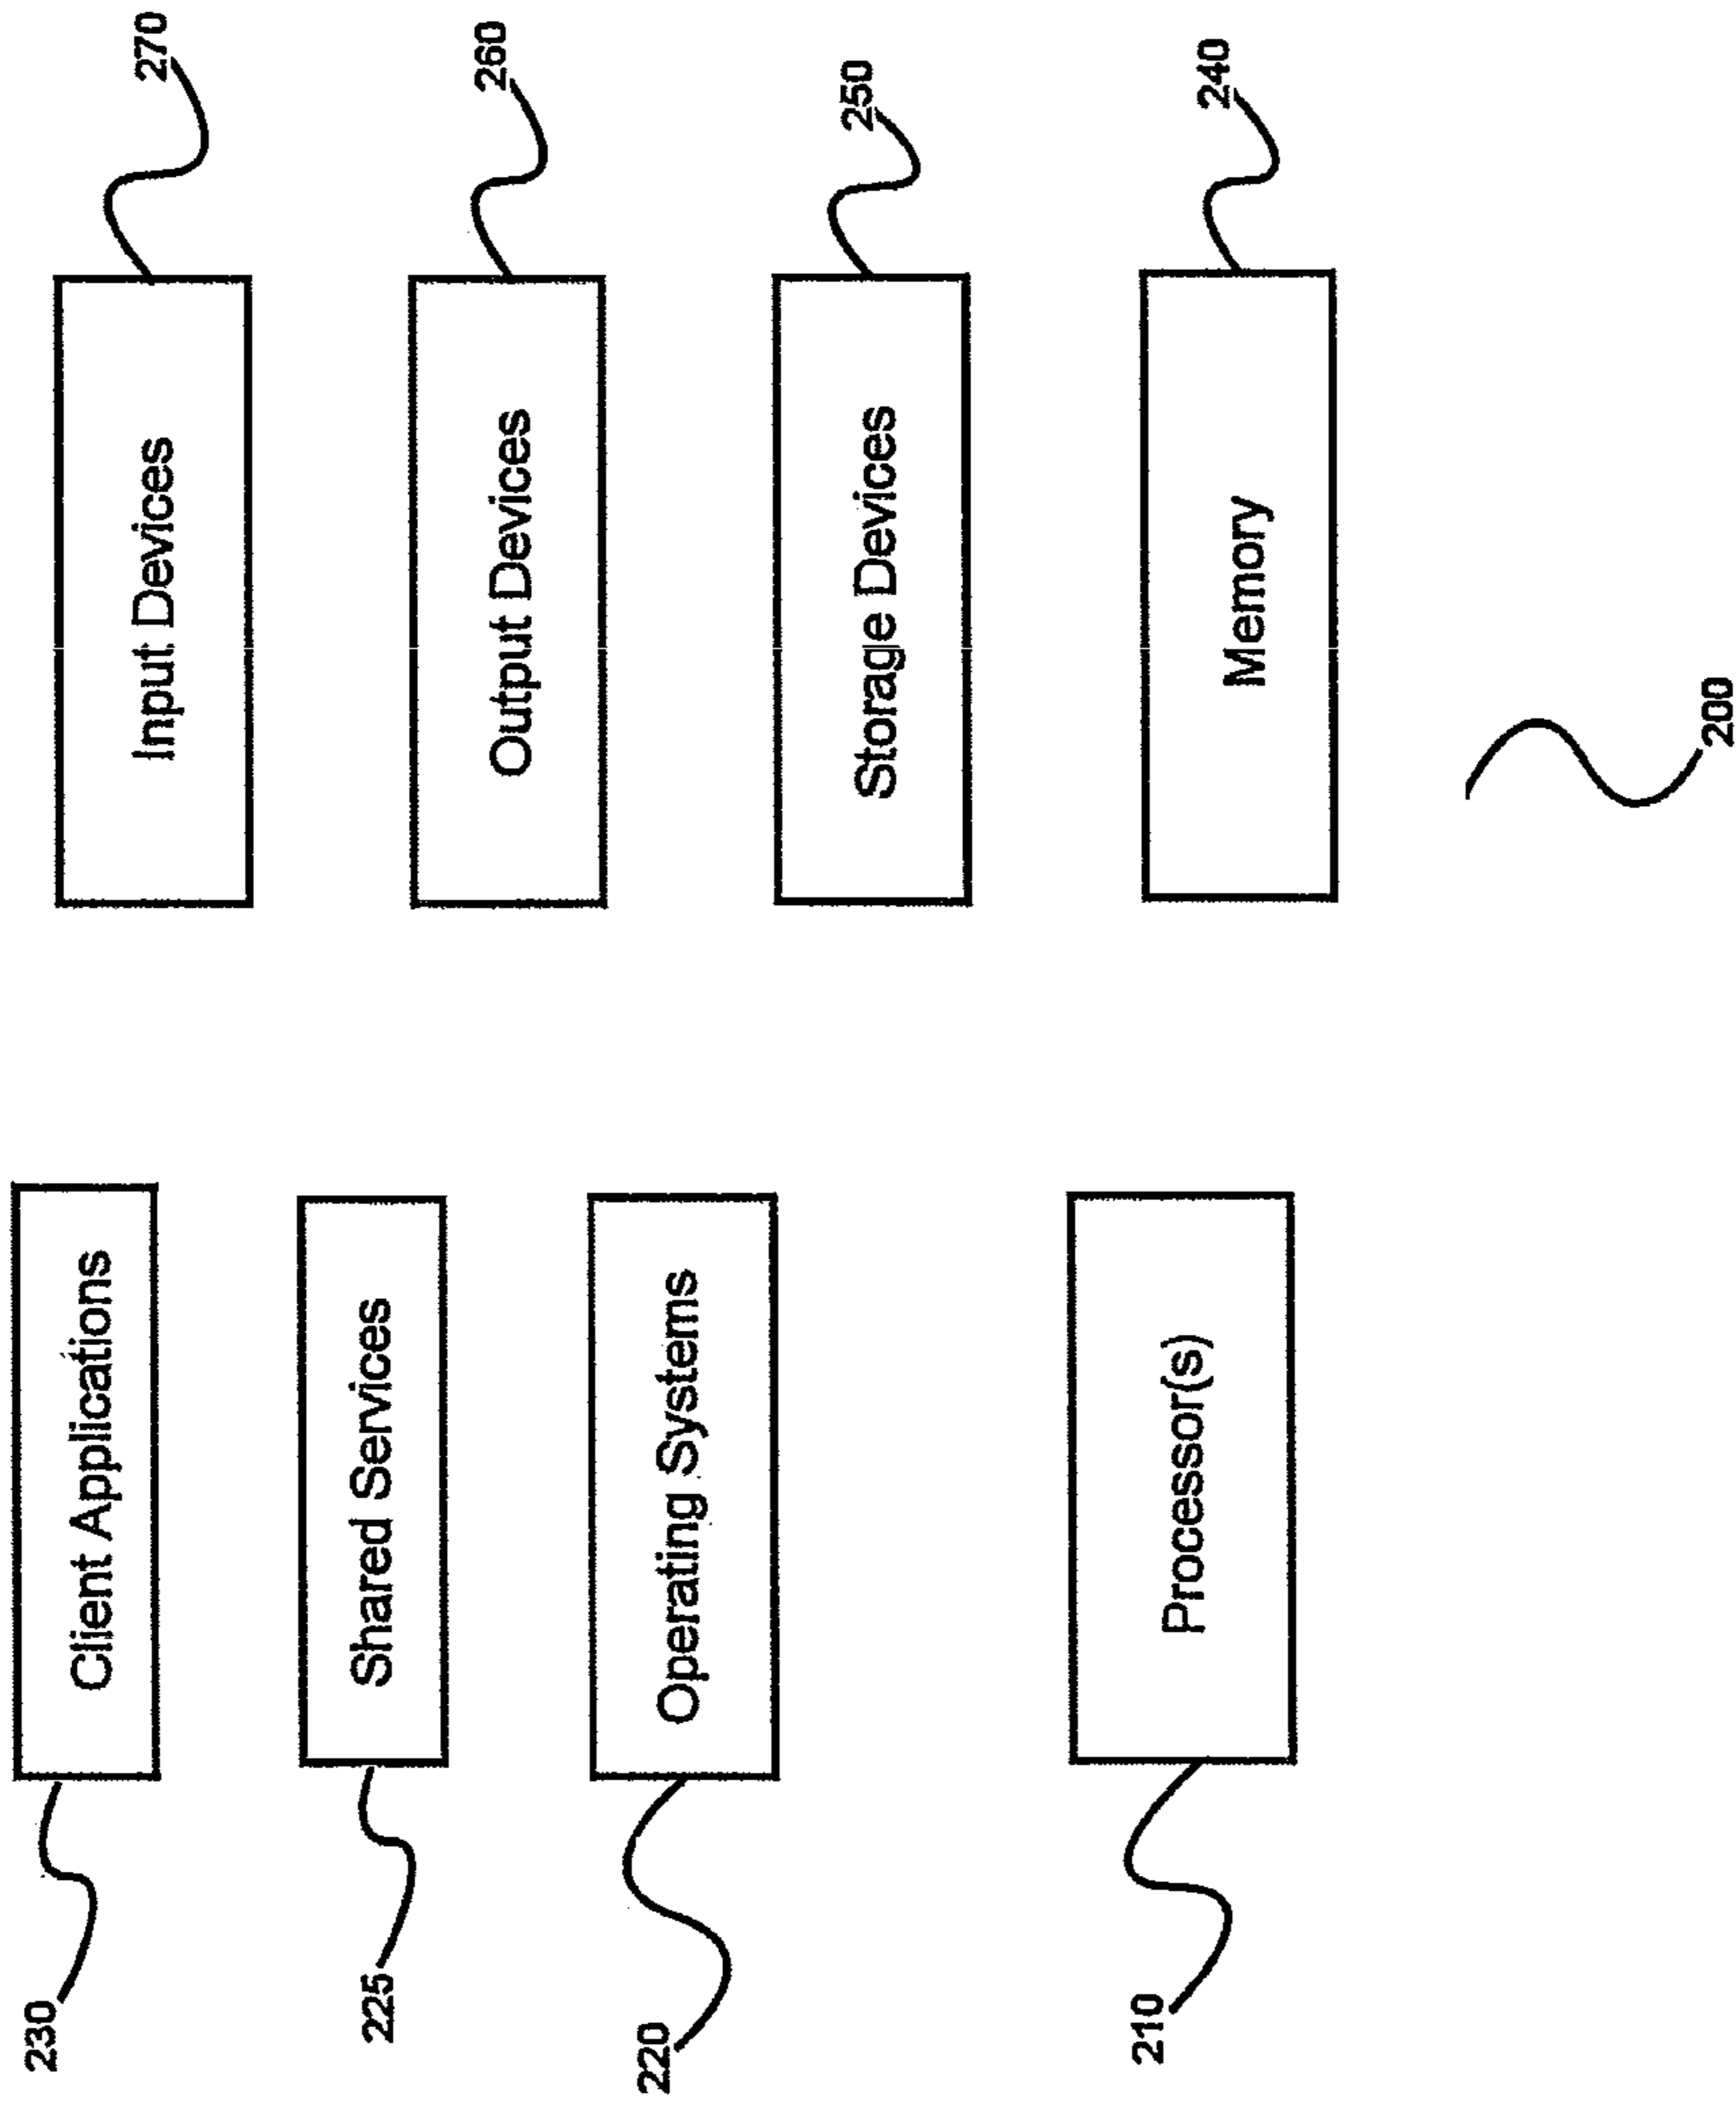 230
Client Applications
Input Devices
270
225
Shared Services
Output Devices
260
220
Operating Systems
Storage Devices
250
210
Processor(s)
Memory
240
200